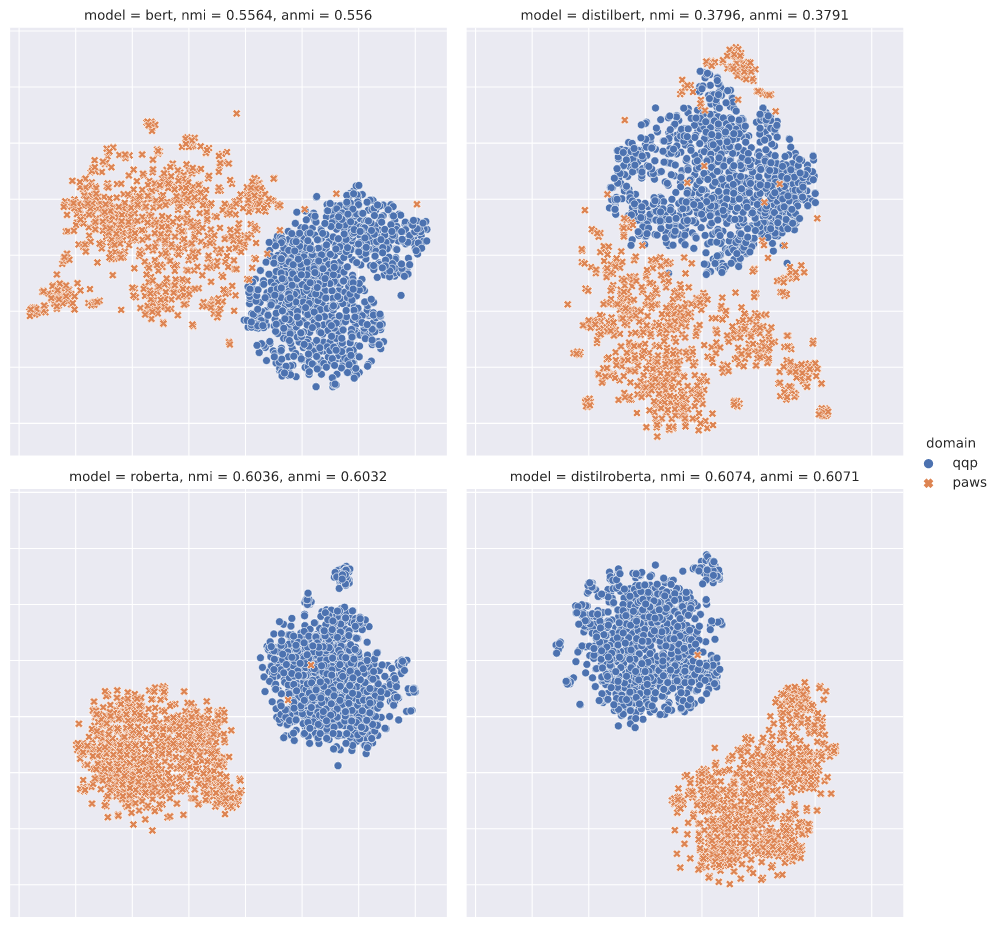 model = bert, nmi = 0.5564, anmi = 0.556
model = distilbert, nmi = 0.3796, anmi = 0.3791
domain
qqp
paws
model = roberta, nmi = 0.6036, anmi = 0.6032
model = distilroberta, nmi = 0.6074, anmi = 0.6071